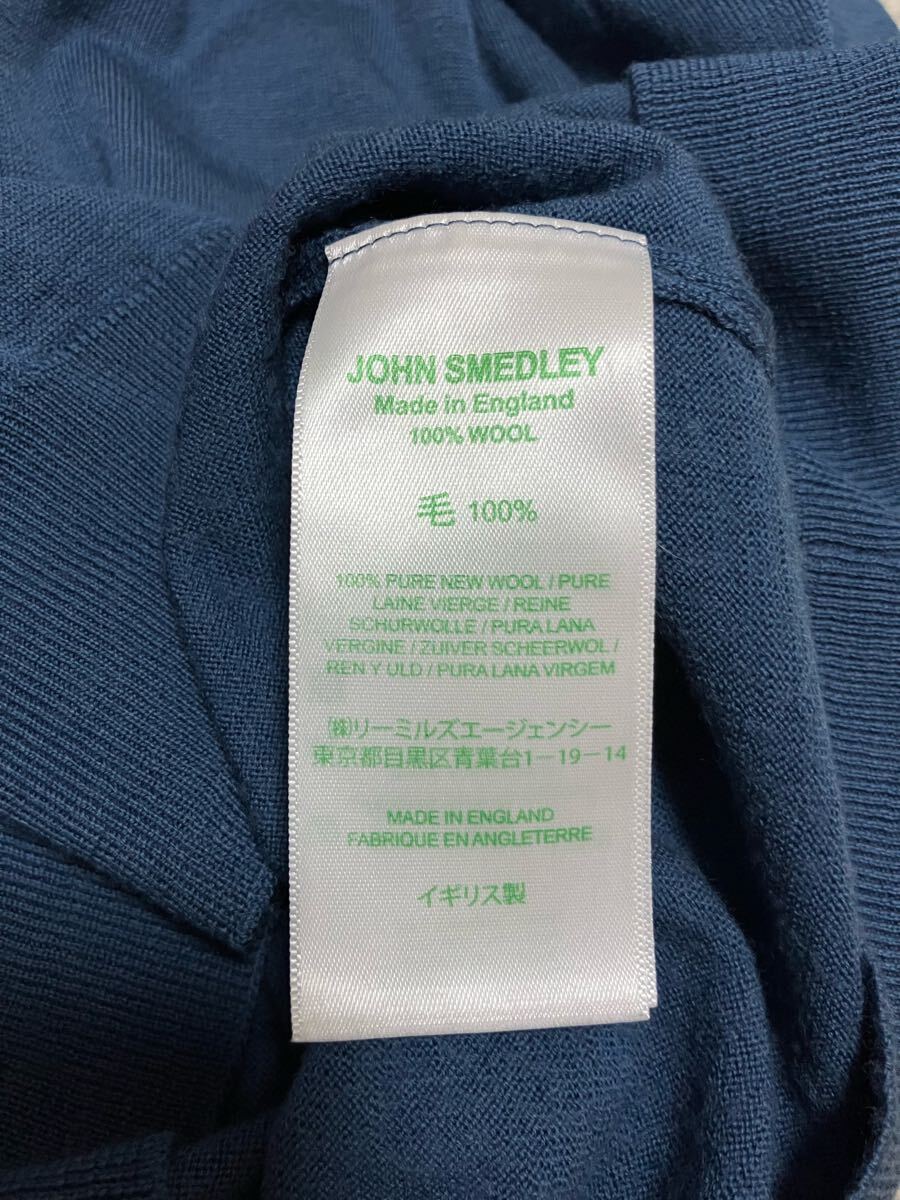 JOHN SMEDLEY
Made in England
100% WOOL
毛 100%
100% PURE NEW WOOL / PURE
LAINE VIERGE / REINE
SCHURWOLLE / PURA LANA
VERGINE / ZUIVER SCHEERWOL /
REN Y ULD / PURA LANA VIRGEM
㈱リーミルズエージェンシー
東京都目黒区青葉台1-19-14
MADE IN ENGLAND
FABRIQUE EN ANGLETERRE
イギリス製